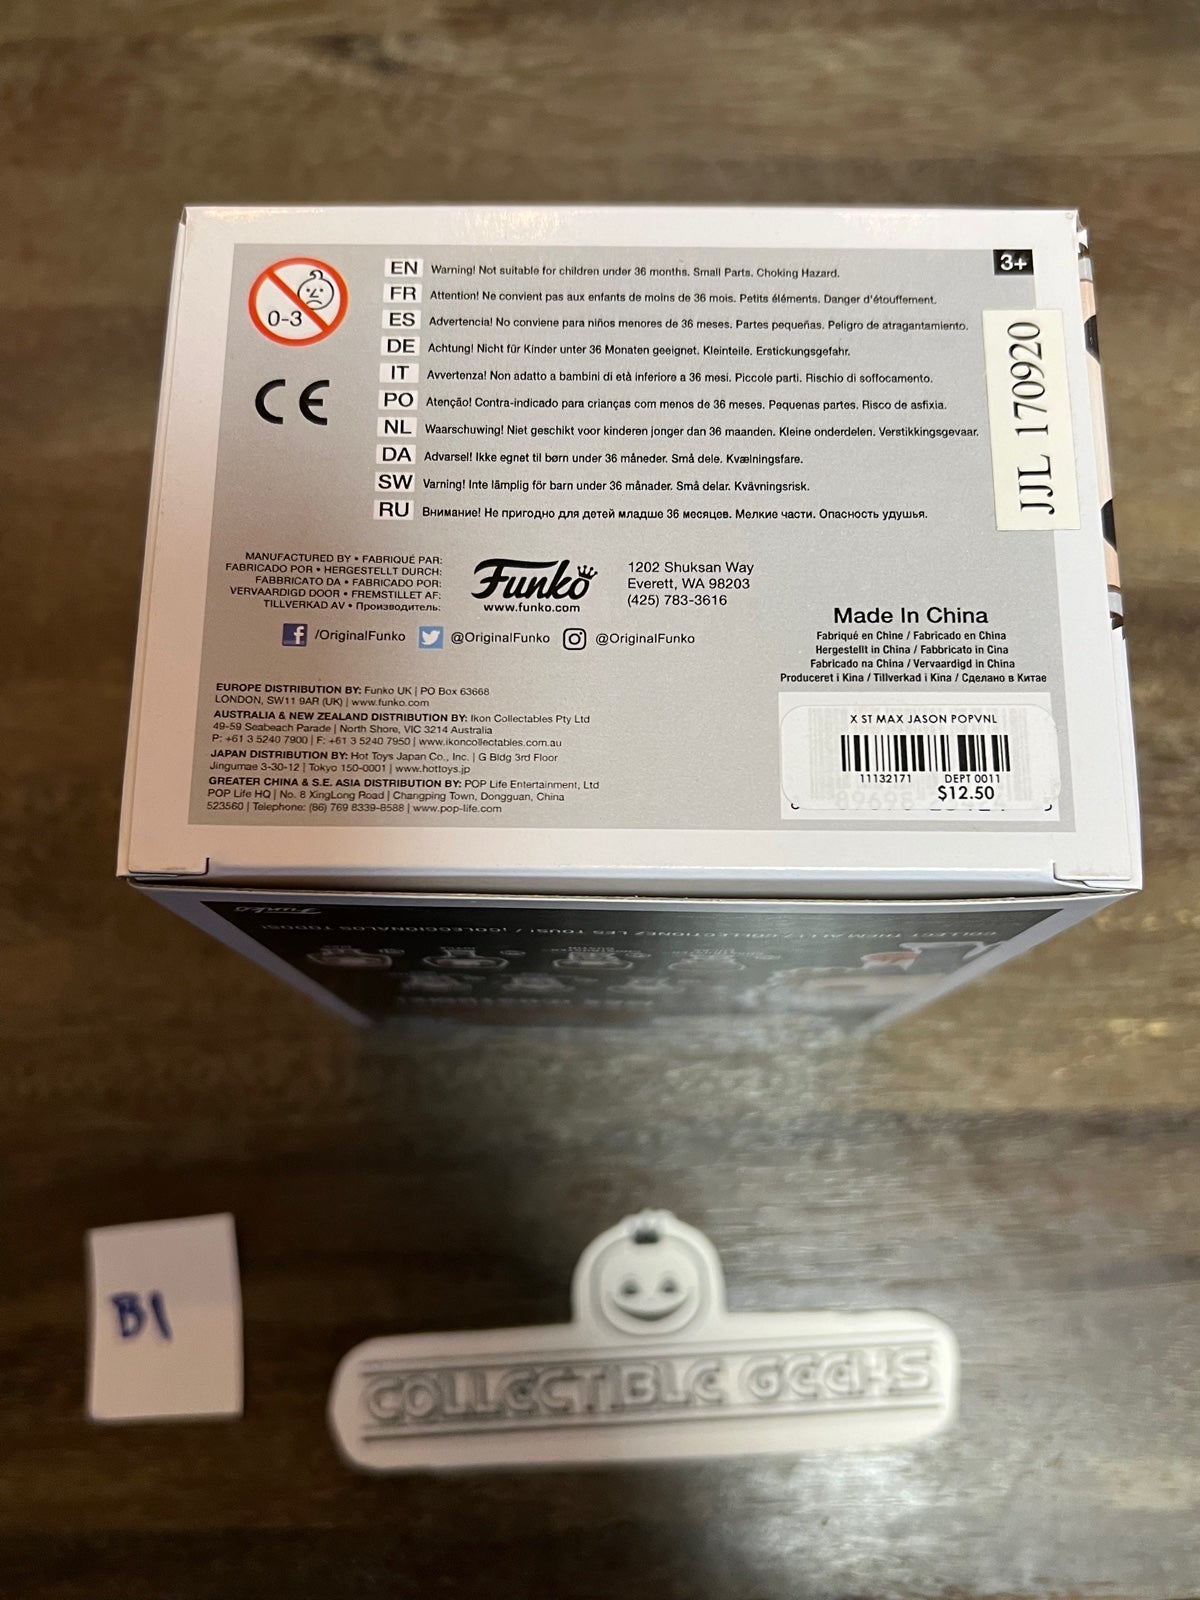 0-3
CE
3+
EN Warning! Not suitable for children under 36 months. Small Parts. Choking Hazard.
FR Attention! Ne convient pas aux enfants de moins de 36 mois. Petits éléments. Danger d'étouffement.
ES Advertencia! No conviene para niños menores de 36 meses. Partes pequeñas. Peligro de atragantamiento.
DE Achtung! Nicht für Kinder unter 36 Monaten geeignet. Kleinteile. Erstickungsgefahr.
IT Avvertenza! Non adatto a bambini di età inferiore a 36 mesi. Piccole parti. Rischio di soffocamento.
PO Atenção! Contra-indicado para crianças com menos de 36 meses. Pequenas partes. Risco de asfixia.
NL Waarschuwing! Niet geschikt voor kinderen jonger dan 36 maanden. Kleine onderdelen. Verstikkingsgevaar.
DA Advarsel! Ikke egnet til børn under 36 måneder. Små dele. Kvælningsfare.
SW Varning! Inte lämplig för barn under 36 månader. Små delar. Kvävningsrisk.
RU Внимание! Не пригодно для детей младше 36 месяцев. Мелкие части. Опасность удушья.
JJL 170920
MANUFACTURED BY • FABRIQUÉ PAR:
FABRICADO POR • HERGESTELLT DURCH:
FABBRICATO DA • FABRICADO POR:
VERVAARDIGD DOOR • FREMSTILLET AF:
TILLVERKAD AV • Производитель:
Funko
www.funko.com
1202 Shuksan Way
Everett, WA 98203
(425) 783-3616
/OriginalFunko @OriginalFunko @OriginalFunko
Made In China
Fabriqué en Chine / Fabricado en China
Hergestellt in China / Fabbricato in Cina
Fabricado na China / Vervaardigd in China
Produceret i Kina / Tillverkad i Kina / Сделано в Китае
EUROPE DISTRIBUTION BY: Funko UK | PO Box 63668
LONDON, SW11 9AR (UK) | www.funko.com
AUSTRALIA & NEW ZEALAND DISTRIBUTION BY: Ikon Collectables Pty Ltd
49-59 Seabeach Parade | North Shore, VIC 3214 Australia
P: +61 3 5240 7900 | F: +61 3 5240 7950 | www.ikoncollectables.com.au
JAPAN DISTRIBUTION BY: Hot Toys Japan Co., Inc. | G Bldg 3rd Floor
Jingumae 3-30-12 | Tokyo 150-0001 | www.hottoys.jp
GREATER CHINA & S.E. ASIA DISTRIBUTION BY: POP Life Entertainment, Ltd
POP Life HQ | No. 8 XingLong Road | Changping Town, Dongguan, China
523560 | Telephone: (86) 769 8339-8588 | www.pop-life.com
X ST MAX JASON POPVNL
11132171 DEPT 0011
$12.50
Funko
COLLECT THEM ALL! / COLLECTIONNEZ LES TOUS! / ¡COLECCIONALOS TODOS!
B1
COLLECTIBLE GEEKS